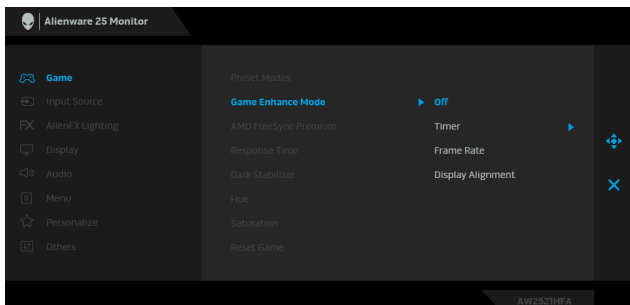 Alienware 25 Monitor
Game
Input Source
AlienFX Lighting
Display
Audio
Menu
Personalize
Others
Preset Modes
Game Enhance Mode
AMD FreeSync Premium
Response Time
Dark Stabilizer
Hue
Saturation
Reset Game
Off
Timer
Frame Rate
Display Alignment
AW2521HFA